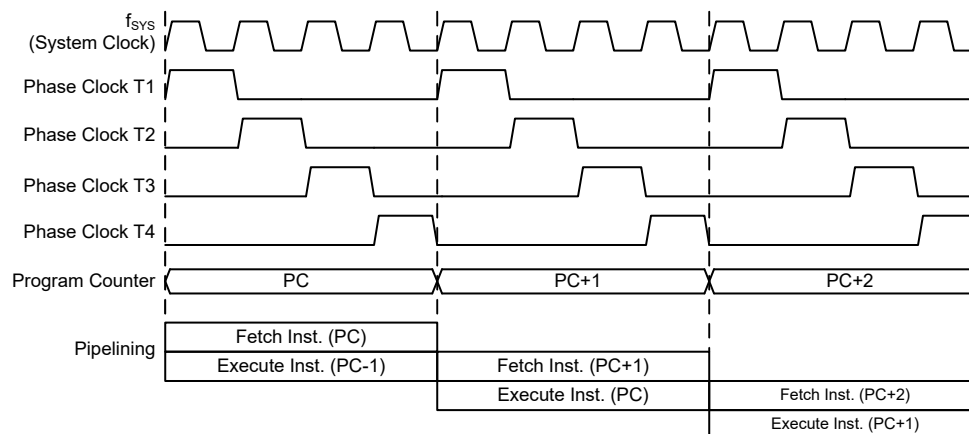 fSYS
(System Clock)
Phase Clock T1
Phase Clock T2
Phase Clock T3
Phase Clock T4
Program Counter
PC
PC+1
PC+2
Pipelining
Fetch Inst. (PC)
Execute Inst. (PC-1)
Fetch Inst. (PC+1)
Execute Inst. (PC)
Fetch Inst. (PC+2)
Execute Inst. (PC+1)